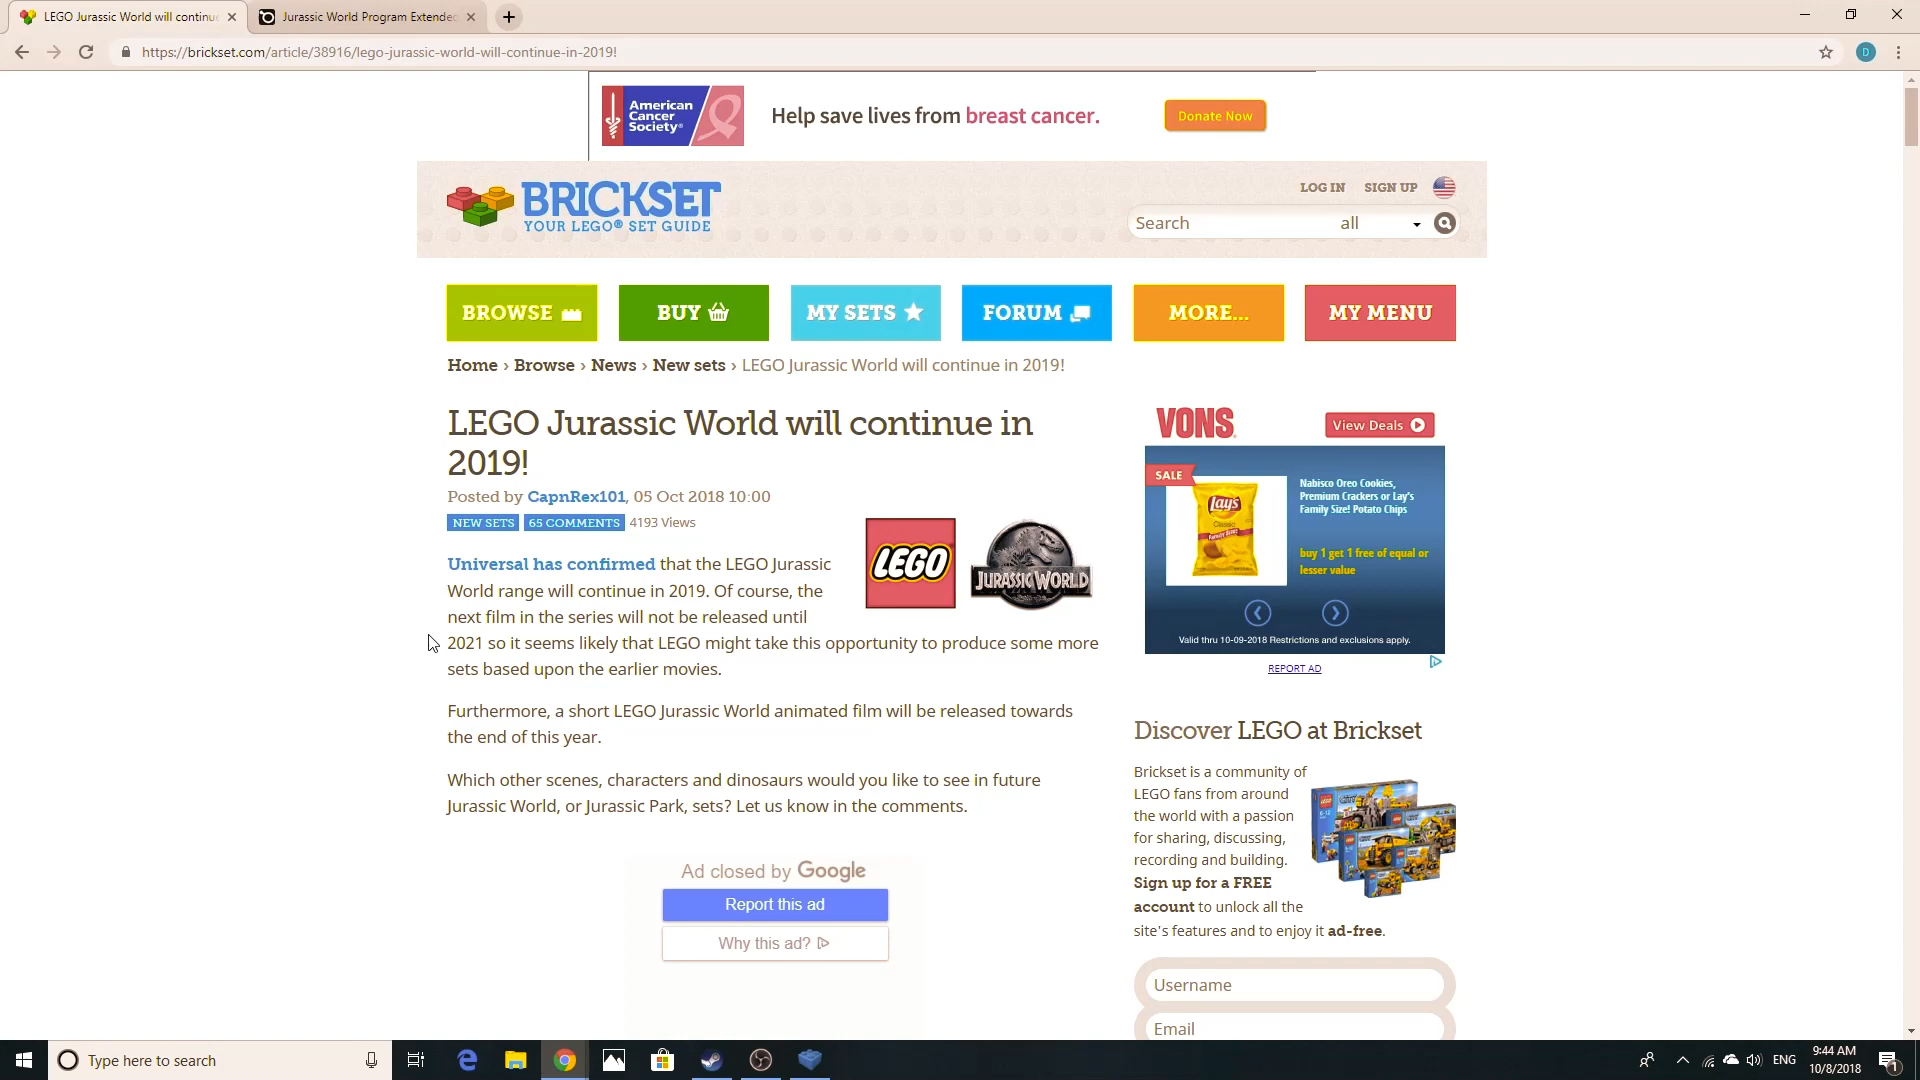 LEGO Jurassic World will continu
Jurassic World Program Extended
https://brickset.com/article/38916/lego-jurassic-world-will-continue-in-2019!
D
American
Cancer
Society®
Help save lives from breast cancer.
Donate Now
BRICKSET
YOUR LEGO® SET GUIDE
LOG IN SIGN UP
Search all
BROWSE BUY MY SETS FORUM MORE... MY MENU
Home › Browse › News › New sets › LEGO Jurassic World will continue in 2019!
LEGO Jurassic World will continue in
2019!
Posted by CapnRex101, 05 Oct 2018 10:00
NEW SETS 65 COMMENTS 4193 Views
LEGO
JURASSIC WORLD
Universal has confirmed that the LEGO Jurassic
World range will continue in 2019. Of course, the
next film in the series will not be released until
2021 so it seems likely that LEGO might take this opportunity to produce some more
sets based upon the earlier movies.
Furthermore, a short LEGO Jurassic World animated film will be released towards
the end of this year.
Which other scenes, characters and dinosaurs would you like to see in future
Jurassic World, or Jurassic Park, sets? Let us know in the comments.
Ad closed by Google
Report this ad
Why this ad?
VONS
View Deals
SALE
Lay's
Classic
Nabisco Oreo Cookies,
Premium Crackers or Lay's
Family Size! Potato Chips
buy 1 get 1 free of equal or
lesser value
Valid thru 10-09-2018 Restrictions and exclusions apply.
REPORT AD
Discover LEGO at Brickset
Brickset is a community of
LEGO fans from around
the world with a passion
for sharing, discussing,
recording and building.
Sign up for a FREE
account to unlock all the
site's features and to enjoy it ad-free.
Username
Email
Type here to search
ENG
9:44 AM
10/8/2018
1